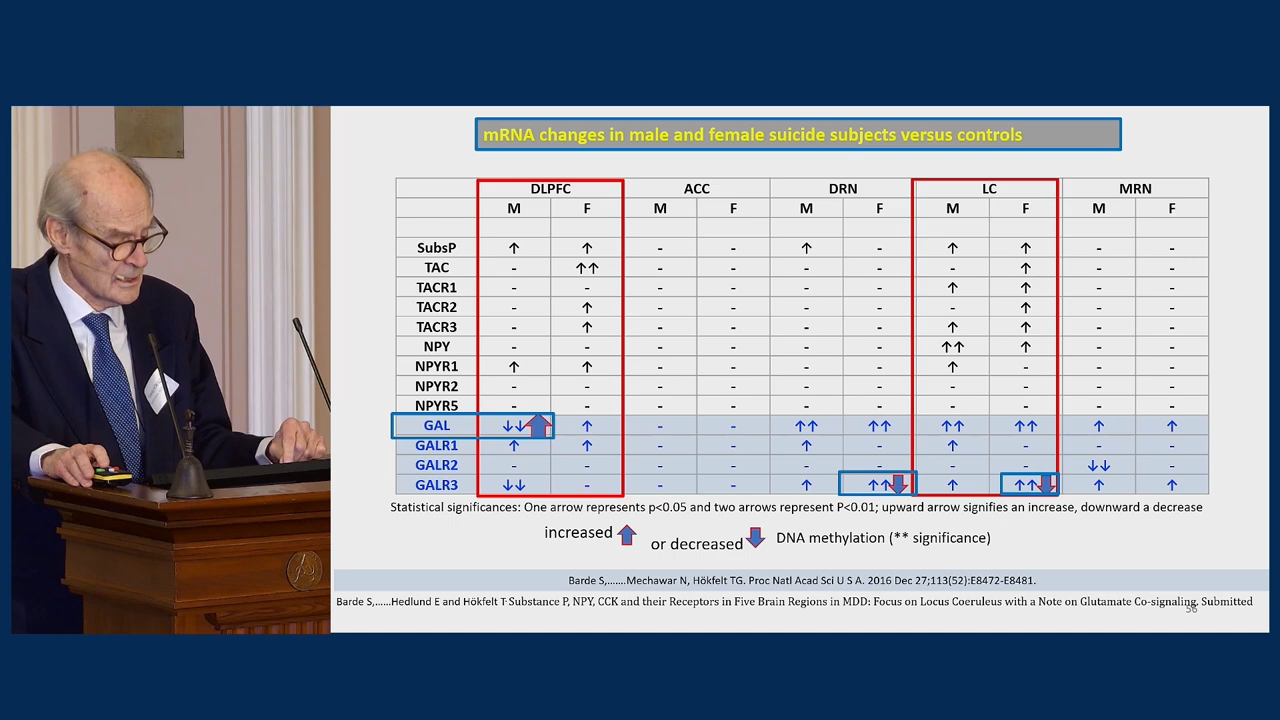 mRNA changes in male and female suicide subjects versus controls
DLPFC ACC DRN LC MRN
M F M F M F M F M F
SubsP ↑ ↑ - - ↑ - ↑ ↑ - -
TAC - ↑↑ - - - - - ↑ - -
TACR1 - - - - - - ↑ ↑ - -
TACR2 - ↑ - - - - - ↑ - -
TACR3 - ↑ - - - - ↑ ↑ - -
NPY - - - - - - ↑↑ ↑ - -
NPYR1 ↑ ↑ - - - - ↑ - - -
NPYR2 - - - - - - - - - -
NPYR5 - - - - - - - - - -
GAL ↓↓ ↑ - - ↑↑ ↑↑ ↑↑ ↑↑ ↑ ↑
GALR1 ↑ ↑ - - ↑ - ↑ - - -
GALR2 - - - - - - - - ↓↓ -
GALR3 ↓↓ - - - ↑ ↑↑ ↑ ↑↑ ↑ ↑
Statistical significances: One arrow represents p<0.05 and two arrows represent P<0.01; upward arrow signifies an increase, downward a decrease
increased or decreased DNA methylation (** significance)
Barde S,.......Mechawar N, Hökfelt TG. Proc Natl Acad Sci U S A. 2016 Dec 27;113(52):E8472-E8481.
Barde S,......Hedlund E and Hökfelt T Substance P, NPY, CCK and their Receptors in Five Brain Regions in MDD: Focus on Locus Coeruleus with a Note on Glutamate Co-signaling. Submitted